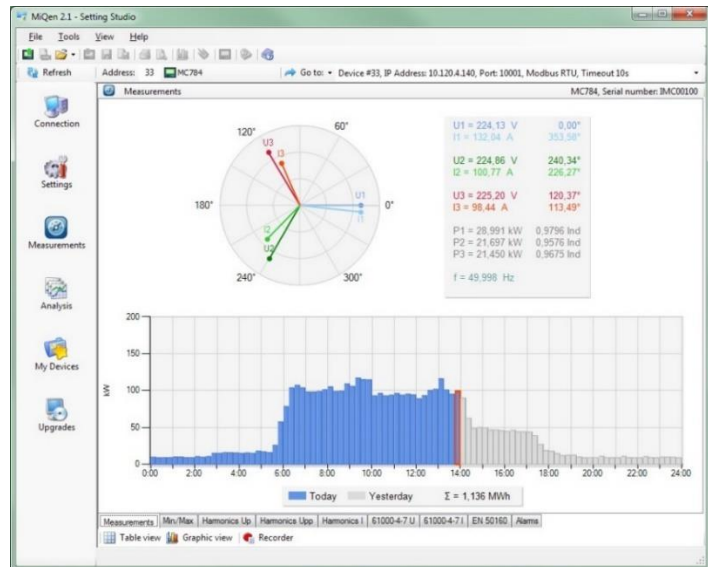 MiQen 2.1 - Setting Studio
File Tools View Help
Refresh Address: 33 MC784 Go to: Device #33, IP Address: 10.120.4.140, Port: 10001, Modbus RTU, Timeout 10s
Measurements MC784, Serial number: IMC00100
Connection
Settings
Measurements
Analysis
My Devices
Upgrades
120° 60°
U3
I3
180° U1 0°
I1
I2
U2
240° 300°
U1 = 224,13 V 0,00°
I1 = 132,04 A 353,58°
U2 = 224,86 V 240,34°
I2 = 100,77 A 226,27°
U3 = 225,20 V 120,37°
I3 = 98,44 A 113,49°
P1 = 28,991 kW 0,9796 Ind
P2 = 21,697 kW 0,9576 Ind
P3 = 21,450 kW 0,9675 Ind
f = 49,998 Hz
200
150
100
50
0
kW
0:00 2:00 4:00 6:00 8:00 10:00 12:00 14:00 16:00 18:00 20:00 22:00 24:00
Today Yesterday Σ = 1,136 MWh
Measurements Min/Max Hamonics Up Hamonics Upp Hamonics I 61000-4-7 U 61000-4-7 I EN 50160 Alarms
Table view Graphic view Recorder